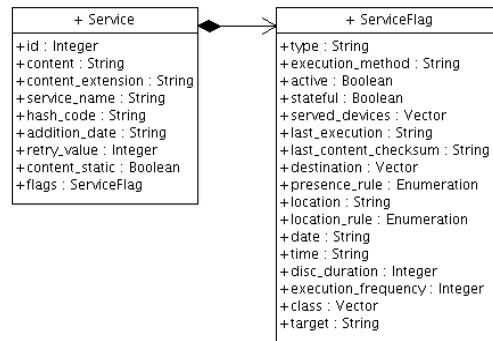 + Service
+id : Integer
+content : String
+content_extension : String
+service_name : String
+hash_code : String
+addition_date : String
+retry_value : Integer
+content_static : Boolean
+flags : ServiceFlag
+ ServiceFlag
+type : String
+execution_method : String
+active : Boolean
+stateful : Boolean
+served_devices : Vector
+last_execution : String
+last_content_checksum : String
+destination : Vector
+presence_rule : Enumeration
+location : String
+location_rule : Enumeration
+date : String
+time : String
+disc_duration : Integer
+execution_frequency : Integer
+class : Vector
+target : String